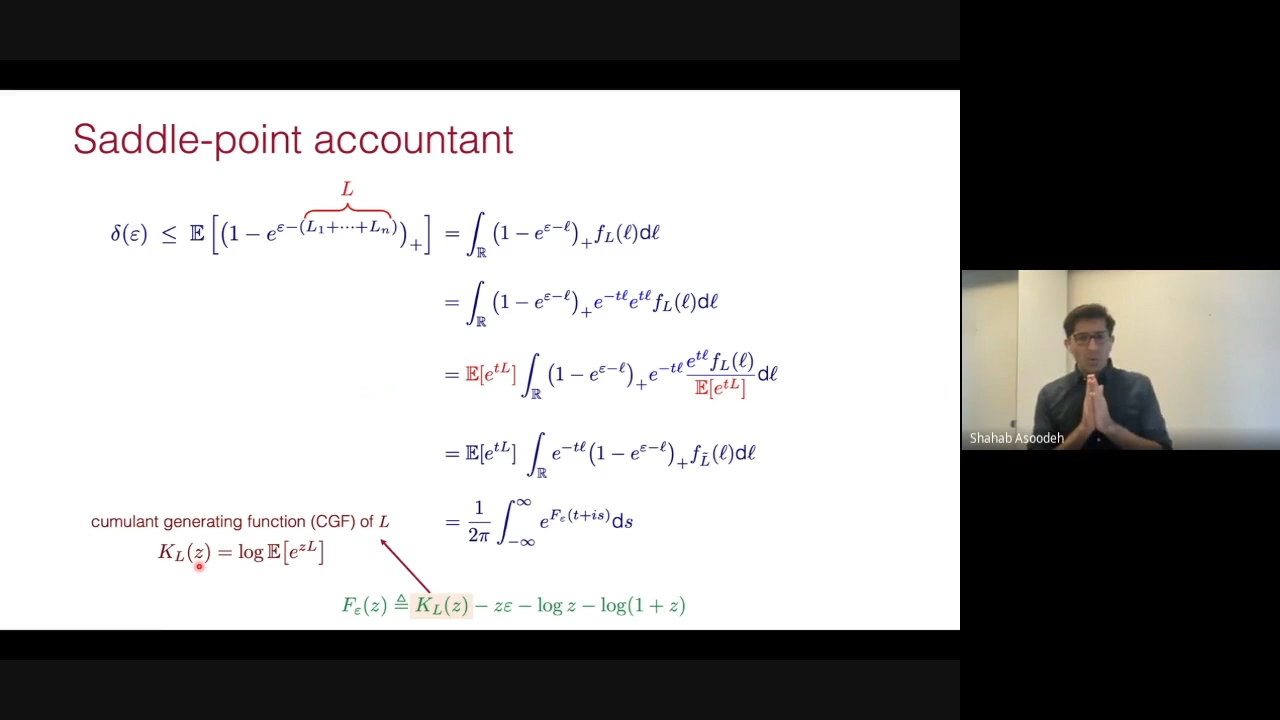 Saddle-point accountant
L
δ(ε) ≤ 𝔼[(1 − e^{ε−(L₁+⋯+Lₙ)})₊] = ∫_ℝ (1 − e^{ε−ℓ})₊ f_L(ℓ)dℓ
= ∫_ℝ (1 − e^{ε−ℓ})₊ e^{−tℓ} e^{tℓ} f_L(ℓ)dℓ
= 𝔼[e^{tL}] ∫_ℝ (1 − e^{ε−ℓ})₊ e^{−tℓ} \frac{e^{tℓ} f_L(ℓ)}{𝔼[e^{tL}]} dℓ
= 𝔼[e^{tL}] ∫_ℝ e^{−tℓ} (1 − e^{ε−ℓ})₊ f_{L̃}(ℓ)dℓ
= \frac{1}{2π} ∫_{−∞}^{∞} e^{F_ε(t+is)} ds
cumulant generating function (CGF) of L
K_L(z) = log 𝔼[e^{zL}]
F_ε(z) ≜ K_L(z) − zε − log z − log(1 + z)
Shahab Asoodeh